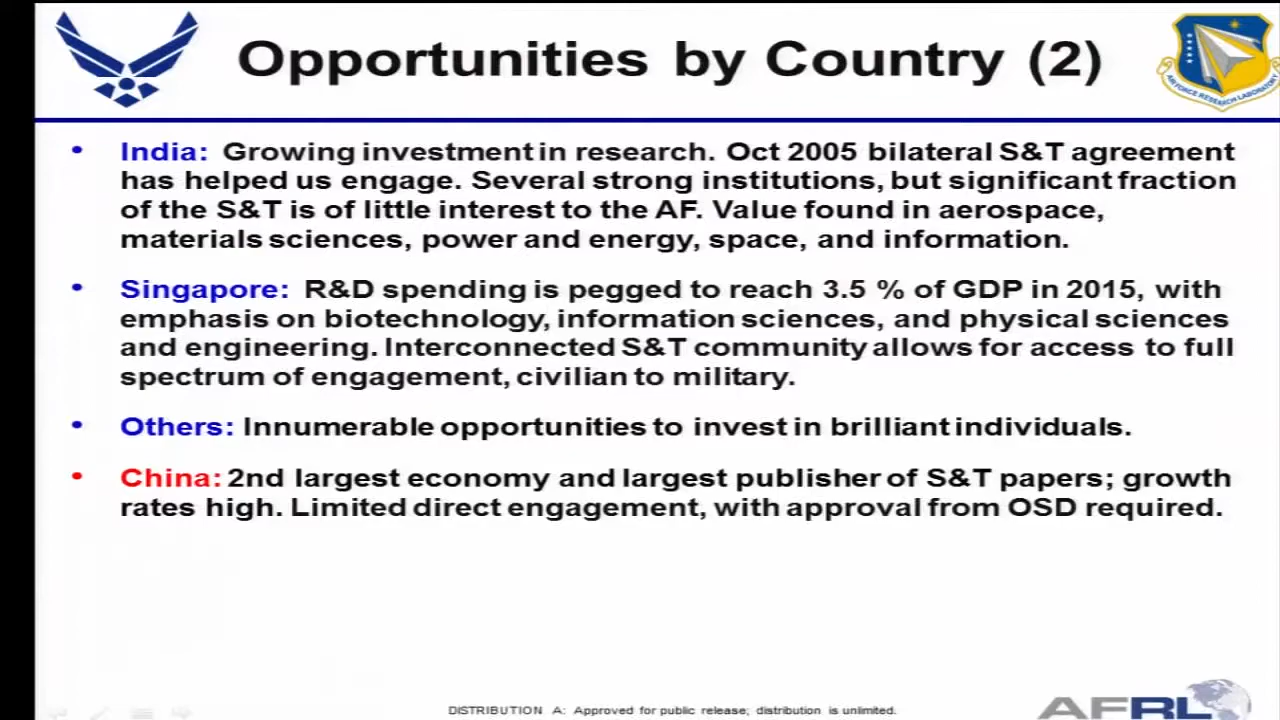 Opportunities by Country (2)
AIR FORCE RESEARCH LABORATORY
• India: Growing investment in research. Oct 2005 bilateral S&T agreement
has helped us engage. Several strong institutions, but significant fraction
of the S&T is of little interest to the AF. Value found in aerospace,
materials sciences, power and energy, space, and information.
• Singapore: R&D spending is pegged to reach 3.5 % of GDP in 2015, with
emphasis on biotechnology, information sciences, and physical sciences
and engineering. Interconnected S&T community allows for access to full
spectrum of engagement, civilian to military.
• Others: Innumerable opportunities to invest in brilliant individuals.
• China: 2nd largest economy and largest publisher of S&T papers; growth
rates high. Limited direct engagement, with approval from OSD required.
DISTRIBUTION A: Approved for public release; distribution is unlimited.
AFRL